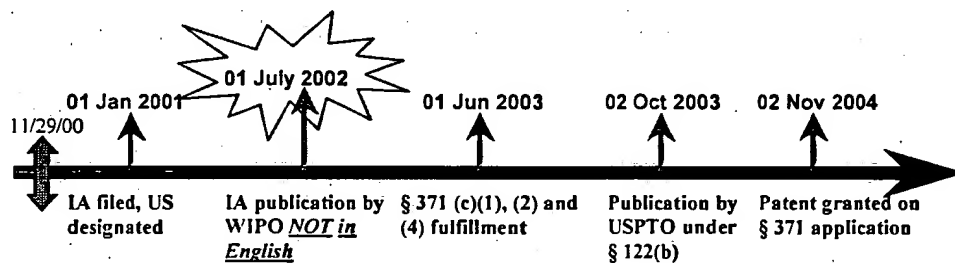 01 July 2002
01 Jan 2001
01 Jun 2003
02 Oct 2003
02 Nov 2004
11/29/00
IA filed, US
designated
IA publication by
WIPO NOT in
English
§ 371 (c)(1), (2) and
(4) fulfillment
Publication by
USPTO under
§ 122(b)
Patent granted on
§ 371 application